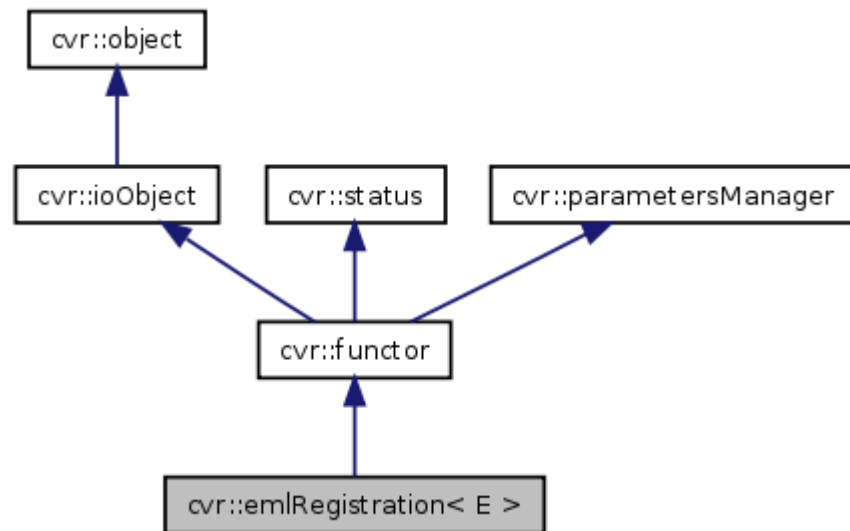 cvr::object
cvr::ioObject
cvr::status
cvr::parametersManager
cvr::functor
cvr::emlRegistration< E >